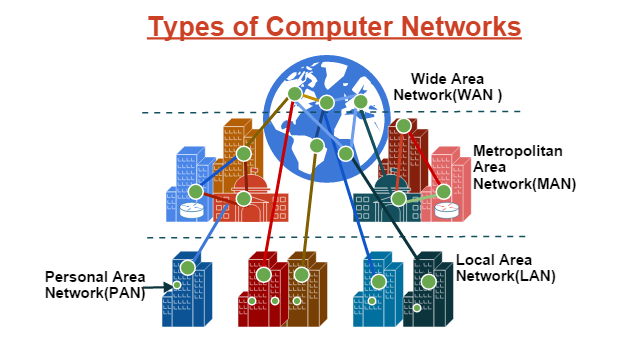 Types of Computer Networks
Wide Area
Network(WAN )
Metropolitan
Area
Network(MAN)
Local Area
Network(LAN)
Personal Area
Network(PAN)